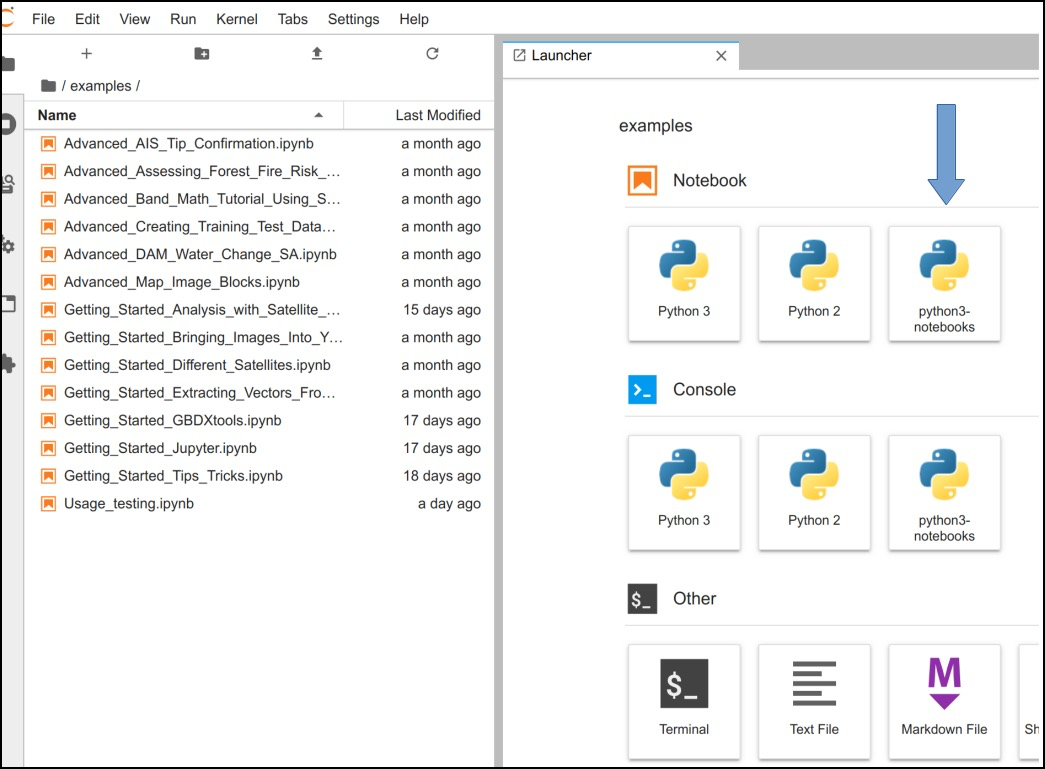 File Edit View Run Kernel Tabs Settings Help
/ examples /
Name Last Modified
Advanced_AIS_Tip_Confirmation.ipynb a month ago
Advanced_Assessing_Forest_Fire_Risk_... a month ago
Advanced_Band_Math_Tutorial_Using_S... a month ago
Advanced_Creating_Training_Test_Data... a month ago
Advanced_DAM_Water_Change_SA.ipynb a month ago
Advanced_Map_Image_Blocks.ipynb a month ago
Getting_Started_Analysis_with_Satellite_... 15 days ago
Getting_Started_Bringing_Images_Into_Y... a month ago
Getting_Started_Different_Satellites.ipynb a month ago
Getting_Started_Extracting_Vectors_Fro... a month ago
Getting_Started_GBDXtools.ipynb 17 days ago
Getting_Started_Jupyter.ipynb 17 days ago
Getting_Started_Tips_Tricks.ipynb 18 days ago
Usage_testing.ipynb a day ago
Launcher
examples
Notebook
Python 3 Python 2 python3-
notebooks
>_ Console
Python 3 Python 2 python3-
notebooks
$_ Other
$_ M
Terminal Text File Markdown File Sh